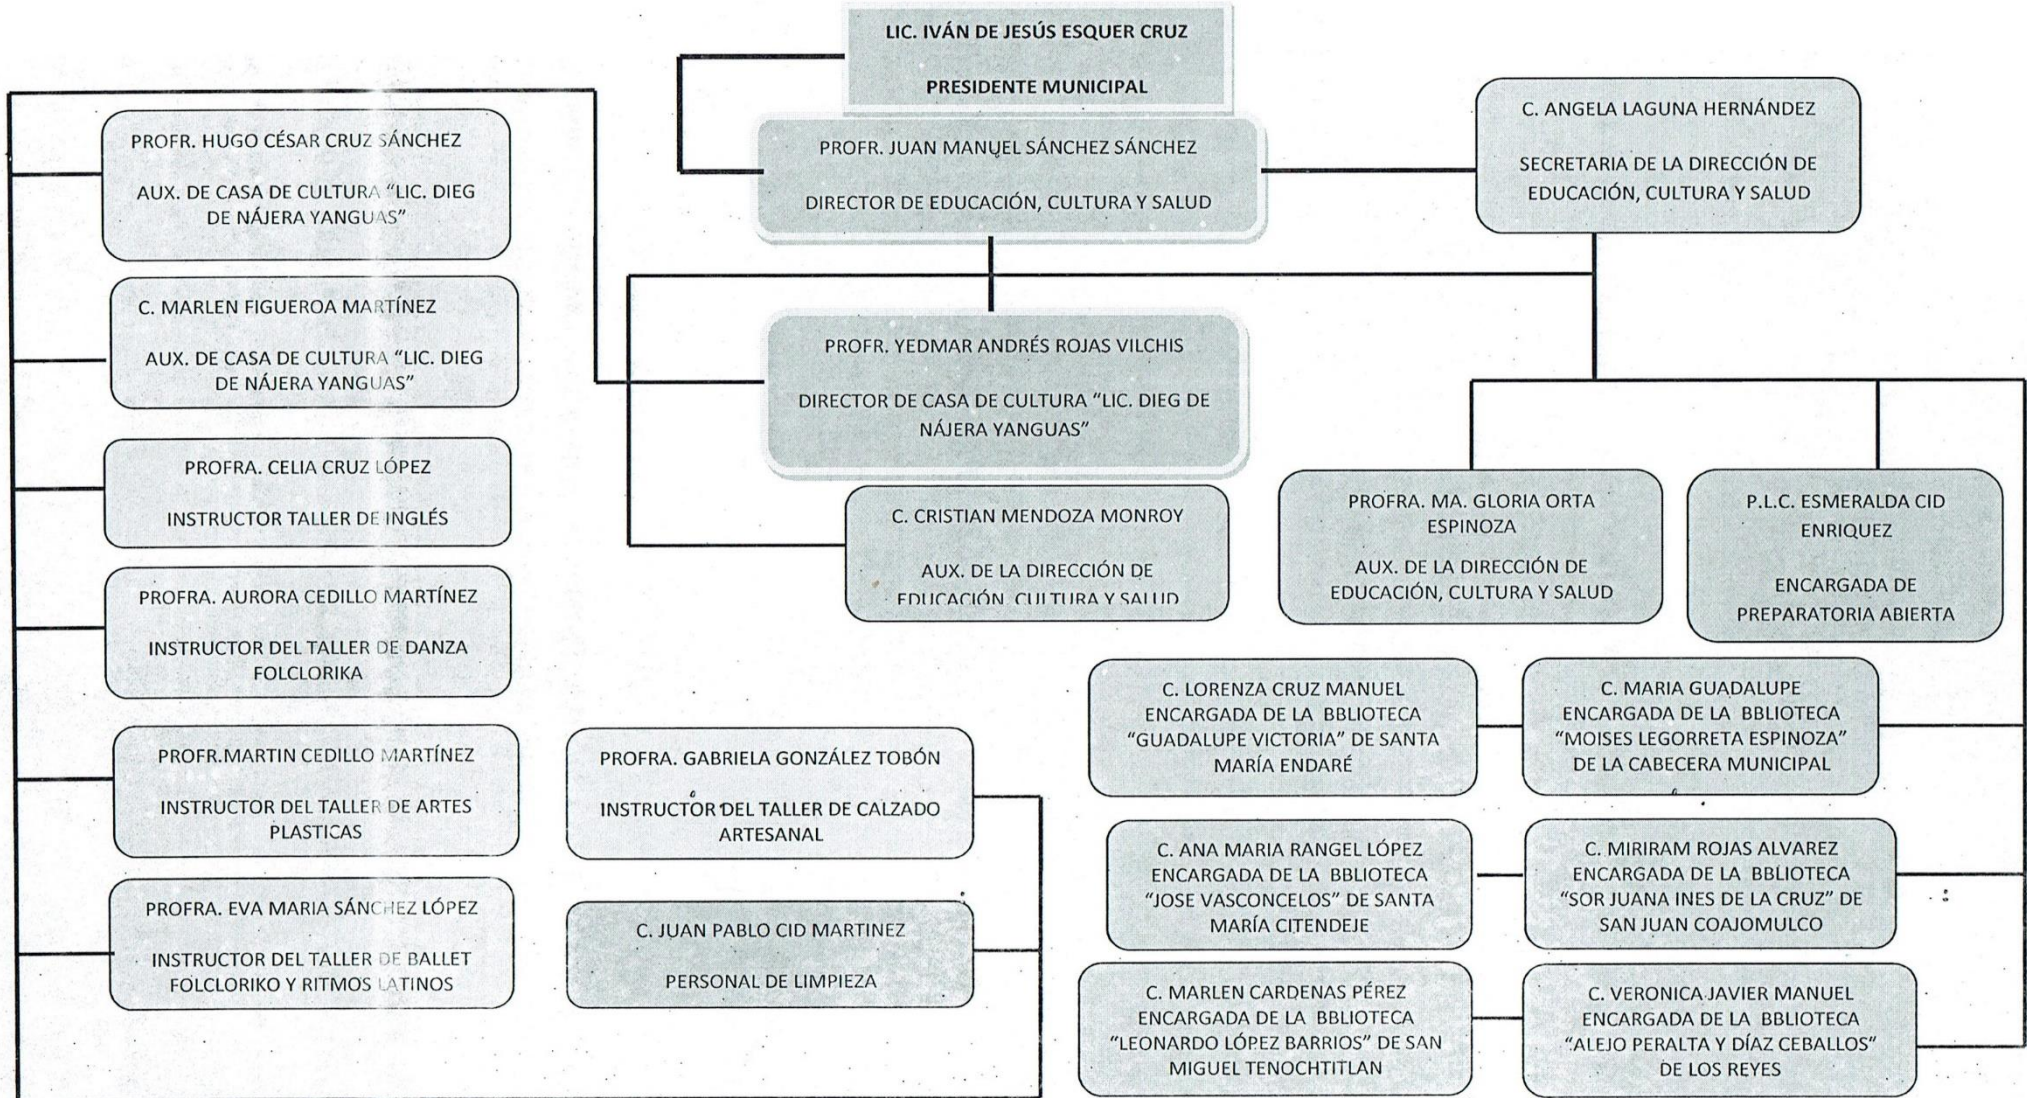 LIC. IVÁN DE JESÚS ESQUER CRUZ
PRESIDENTE MUNICIPAL
PROFR. JUAN MANUEL SÁNCHEZ SÁNCHEZ
DIRECTOR DE EDUCACIÓN, CULTURA Y SALUD
C. ANGELA LAGUNA HERNÁNDEZ
SECRETARIA DE LA DIRECCIÓN DE
EDUCACIÓN, CULTURA Y SALUD
PROFR. HUGO CÉSAR CRUZ SÁNCHEZ
AUX. DE CASA DE CULTURA "LIC. DIEG
DE NÁJERA YANGUAS"
C. MARLEN FIGUEROA MARTÍNEZ
AUX. DE CASA DE CULTURA "LIC. DIEG
DE NÁJERA YANGUAS"
PROFRA. CELIA CRUZ LÓPEZ
INSTRUCTOR TALLER DE INGLÉS
PROFRA. AURORA CEDILLO MARTÍNEZ
INSTRUCTOR DEL TALLER DE DANZA
FOLCLORIKA
PROFR.MARTIN CEDILLO MARTÍNEZ
INSTRUCTOR DEL TALLER DE ARTES
PLASTICAS
PROFRA. EVA MARIA SÁNCHEZ LÓPEZ
INSTRUCTOR DEL TALLER DE BALLET
FOLCLORIKO Y RITMOS LATINOS
PROFR. YEDMAR ANDRÉS ROJAS VILCHIS
DIRECTOR DE CASA DE CULTURA "LIC. DIEG DE
NÁJERA YANGUAS"
C. CRISTIAN MENDOZA MONROY
AUX. DE LA DIRECCIÓN DE
EDUCACIÓN, CULTURA Y SALUD
PROFRA. GABRIELA GONZÁLEZ TOBÓN
INSTRUCTOR DEL TALLER DE CALZADO
ARTESANAL
C. JUAN PABLO CID MARTINEZ
PERSONAL DE LIMPIEZA
PROFRA. MA. GLORIA ORTA
ESPINOZA
AUX. DE LA DIRECCIÓN DE
EDUCACIÓN, CULTURA Y SALUD
P.L.C. ESMERALDA CID
ENRIQUEZ
ENCARGADA DE
PREPARATORIA ABIERTA
C. LORENZA CRUZ MANUEL
ENCARGADA DE LA BBLIOTECA
"GUADALUPE VICTORIA" DE SANTA
MARÍA ENDARÉ
C. MARIA GUADALUPE
ENCARGADA DE LA BBLIOTECA
"MOISES LEGORRETA ESPINOZA"
DE LA CABECERA MUNICIPAL
C. ANA MARIA RANGEL LÓPEZ
ENCARGADA DE LA BBLIOTECA
"JOSE VASCONCELOS" DE SANTA
MARÍA CITENDEJE
C. MIRIRAM ROJAS ALVAREZ
ENCARGADA DE LA BBLIOTECA
"SOR JUANA INES DE LA CRUZ" DE
SAN JUAN COAJOMULCO
C. MARLEN CARDENAS PÉREZ
ENCARGADA DE LA BBLIOTECA
"LEONARDO LÓPEZ BARRIOS" DE SAN
MIGUEL TENOCHTITLAN
C. VERONICA JAVIER MANUEL
ENCARGADA DE LA BBLIOTECA
"ALEJO PERALTA Y DÍAZ CEBALLOS"
DE LOS REYES